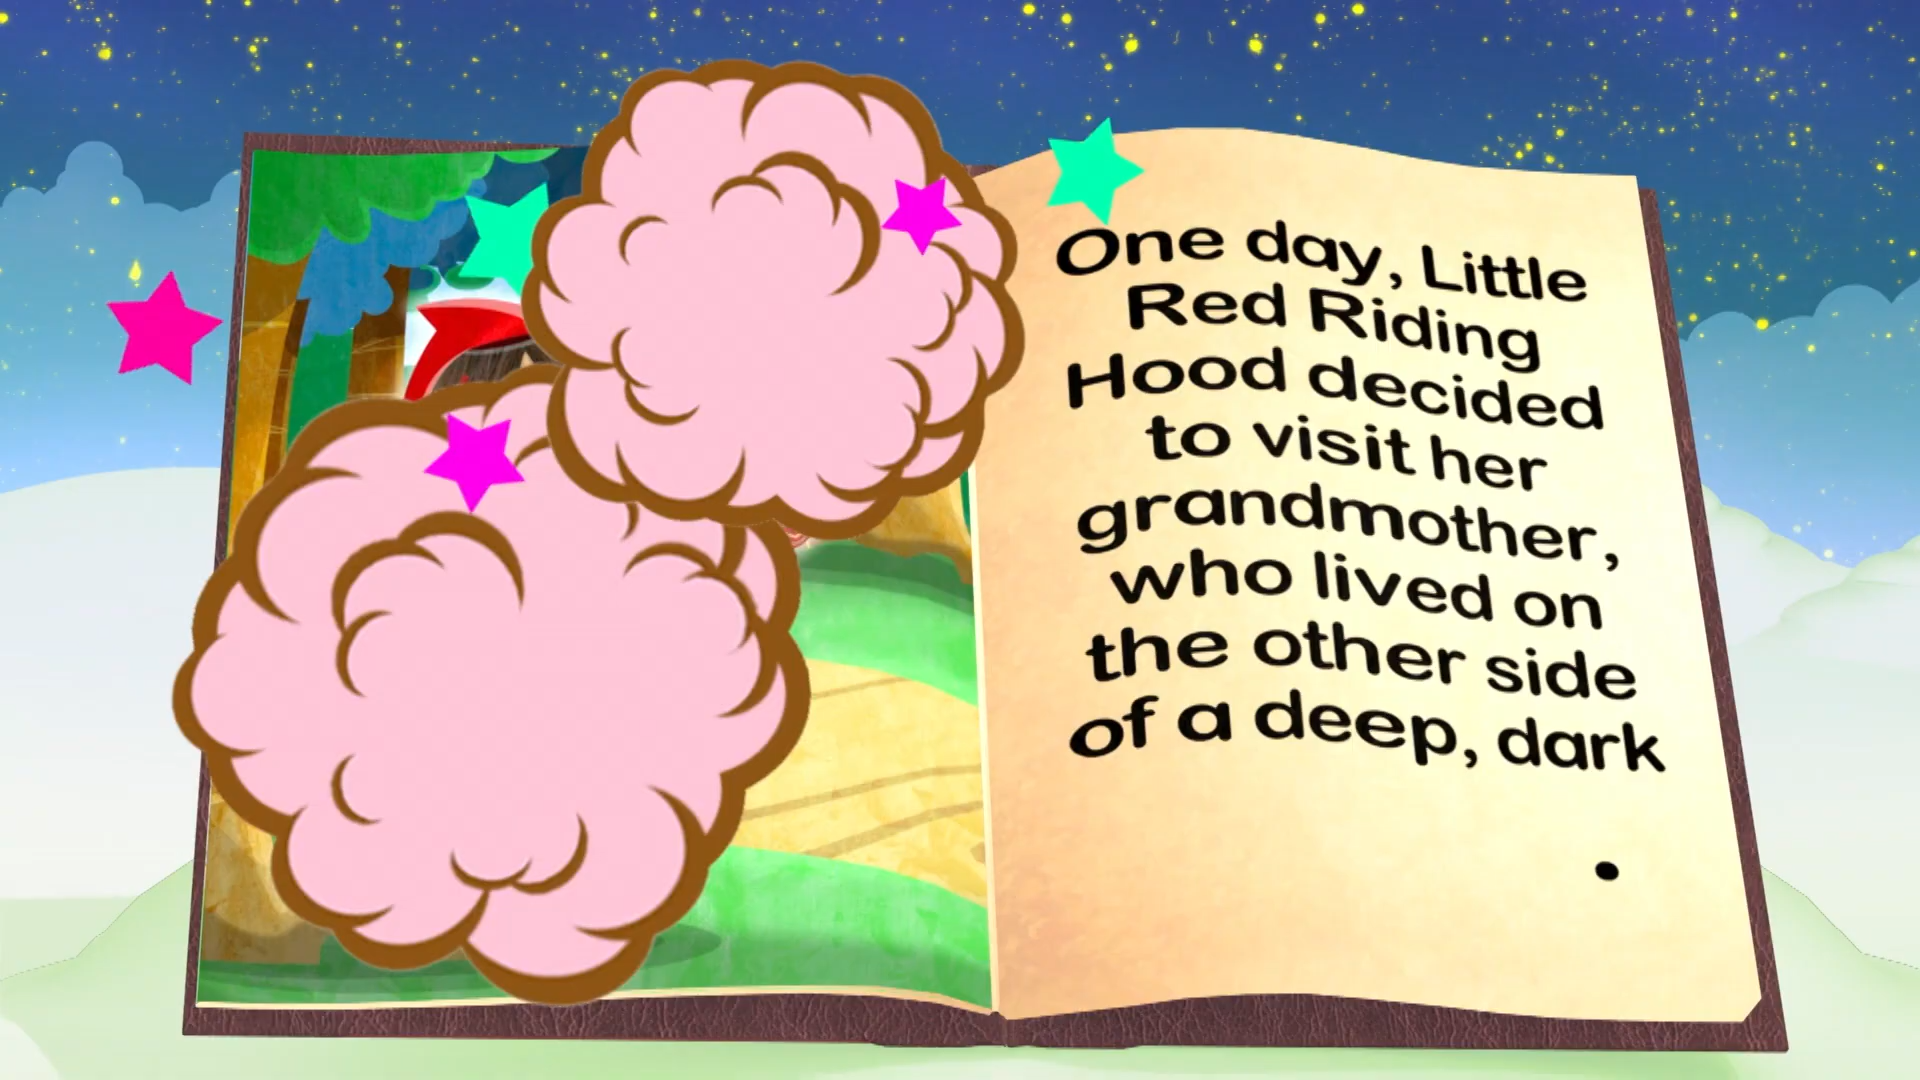 One day, Little
Red Riding
Hood decided
to visit her
grandmother,
who lived on
the other side
of a deep, dark
.